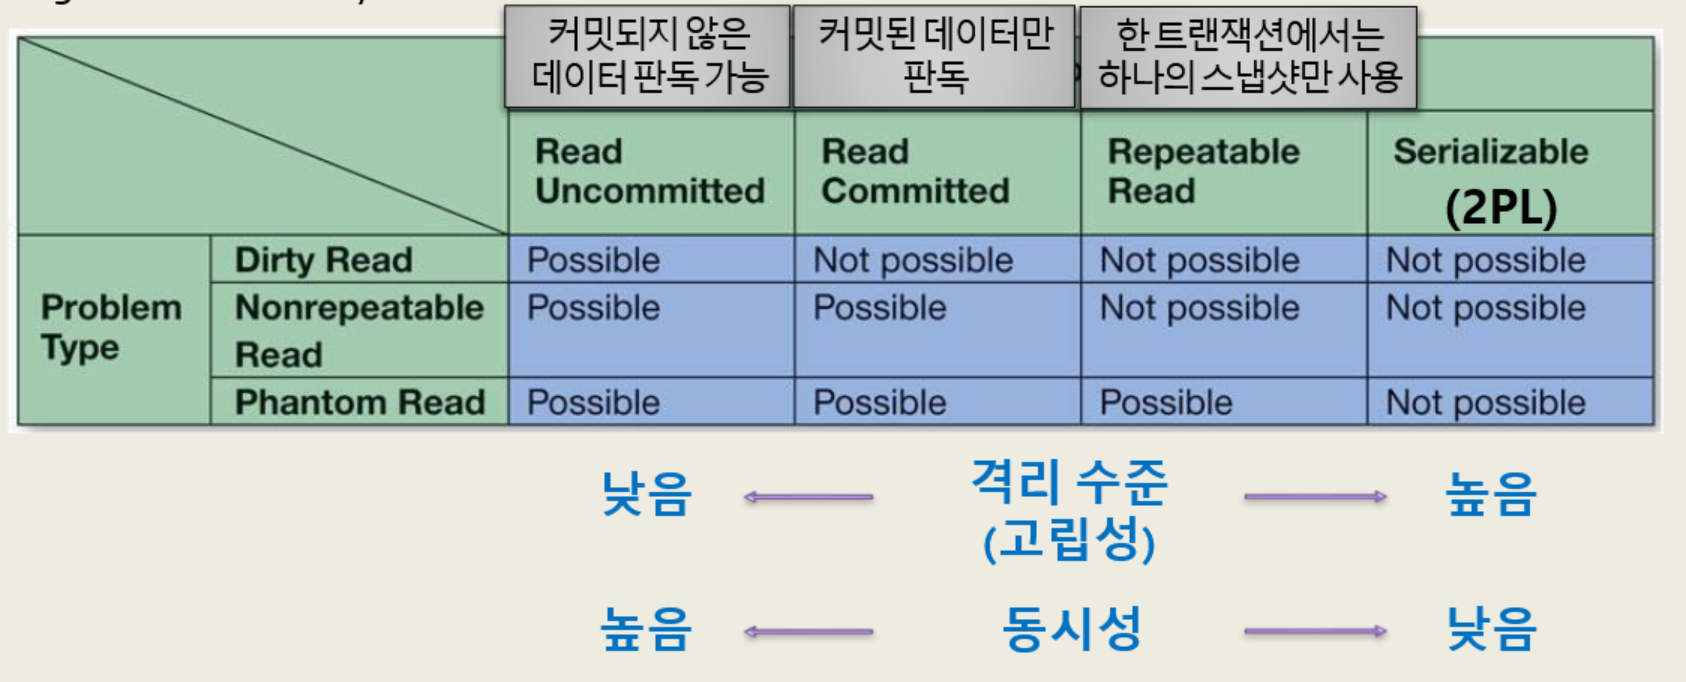 커밋되지 않은
데이터 판독 가능
커밋된 데이터만
판독
한 트랜잭션에서는
하나의 스냅샷만 사용
Read
Uncommitted
Read
Committed
Repeatable
Read
Serializable
(2PL)
Problem
Type
Dirty Read
Possible
Not possible
Not possible
Not possible
Nonrepeatable
Read
Possible
Possible
Not possible
Not possible
Phantom Read
Possible
Possible
Possible
Not possible
낮음
격리 수준
(고립성)
높음
높음
동시성
낮음